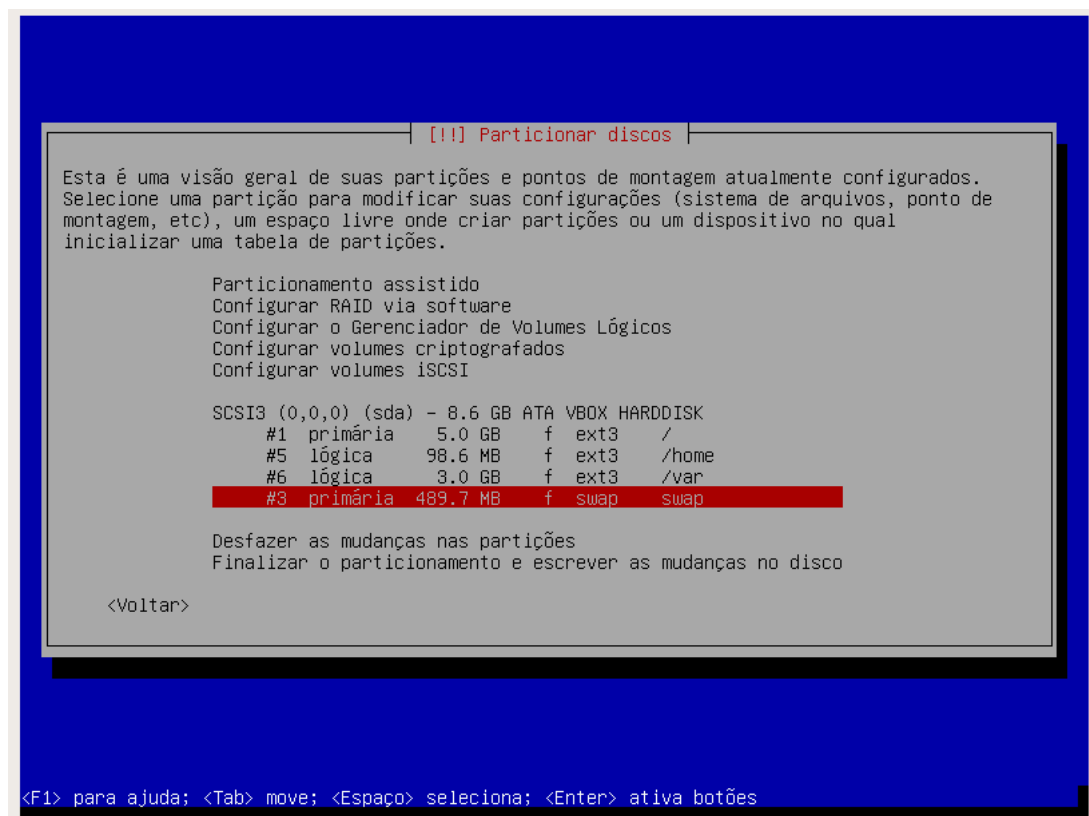 [!!] Particionar discos
Esta é uma visão geral de suas partições e pontos de montagem atualmente configurados.
Selecione uma partição para modificar suas configurações (sistema de arquivos, ponto de
montagem, etc), um espaço livre onde criar partições ou um dispositivo no qual
inicializar uma tabela de partições.
Particionamento assistido
Configurar RAID via software
Configurar o Gerenciador de Volumes Lógicos
Configurar volumes criptografados
Configurar volumes iSCSI
SCSI3 (0,0,0) (sda) - 8.6 GB ATA VBOX HARDDISK
#1 primária 5.0 GB f ext3 /
#5 lógica 98.6 MB f ext3 /home
#6 lógica 3.0 GB f ext3 /var
#3 primária 489.7 MB f swap swap
Desfazer as mudanças nas partições
Finalizar o particionamento e escrever as mudanças no disco
<Voltar>
<F1> para ajuda; <Tab> move; <Espaço> seleciona; <Enter> ativa botões